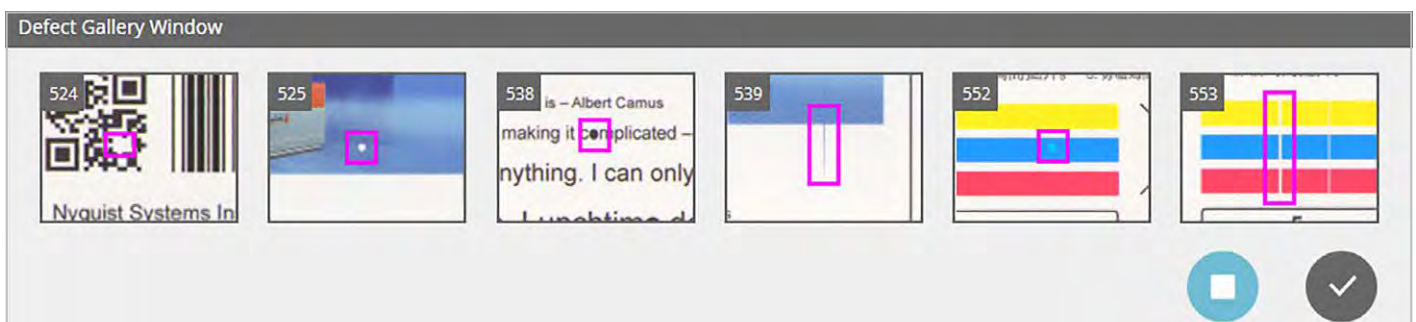 Defect Gallery Window
524
Nyquist Systems In
525
538
is – Albert Camus
making it complicated –
nything. I can only
Lunchtime
539
s
552
553